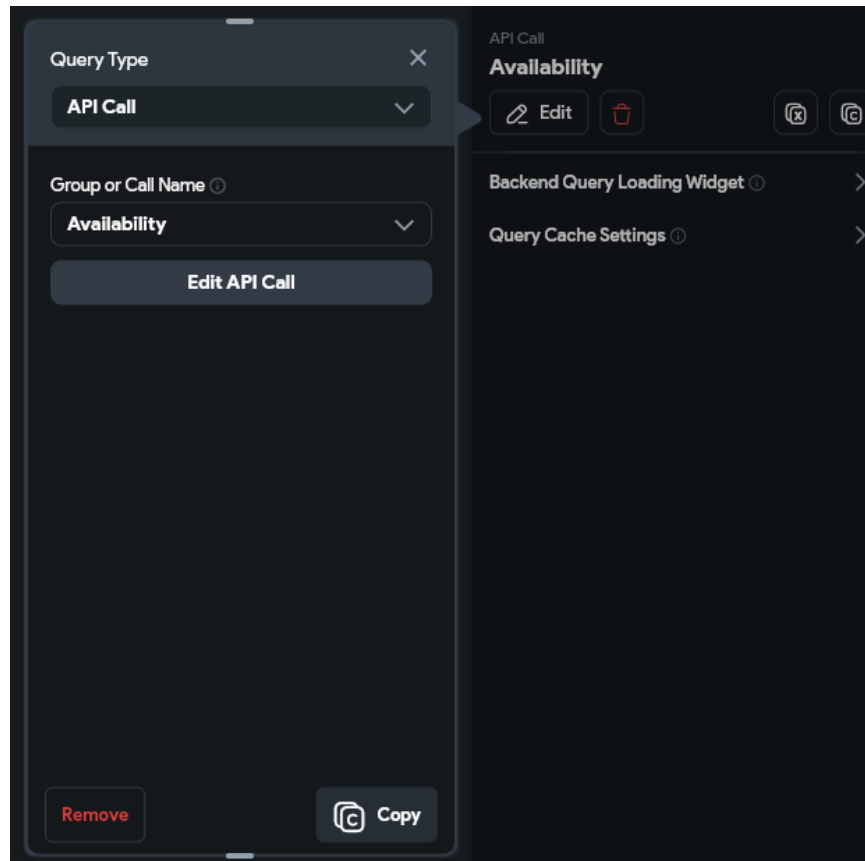 Query Type
API Call
Group or Call Name
Availability
Edit API Call
Remove
Copy
API Call
Availability
Edit
Backend Query Loading Widget
Query Cache Settings